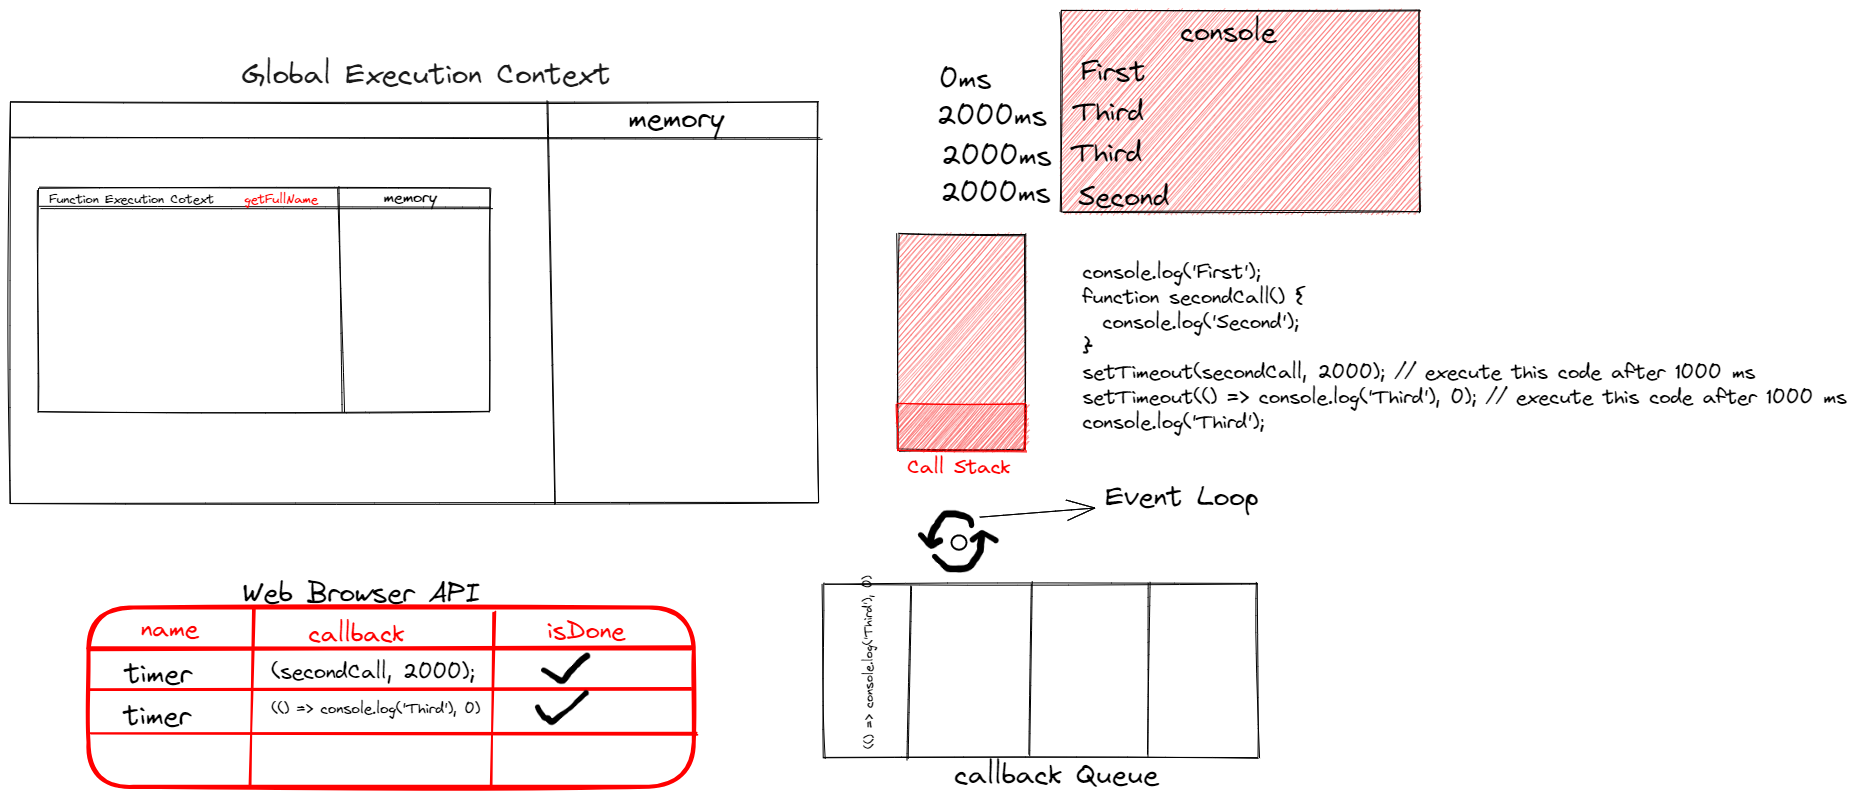 Global Execution Context
memory
Function Execution Cotext getFullName memory
console
0ms First
2000ms Third
2000ms Third
2000ms Second
Call Stack
console.log('First');
function secondCall() {
console.log('Second');
}
setTimeout(secondCall, 2000); // execute this code after 1000 ms
setTimeout(() => console.log('Third'), 0); // execute this code after 1000 ms
console.log('Third');
Event Loop
Web Browser API
name callback isDone
timer (secondCall, 2000);
timer (() => console.log('Third'), 0)
(() => console.log('Third'), 0)
callback Queue